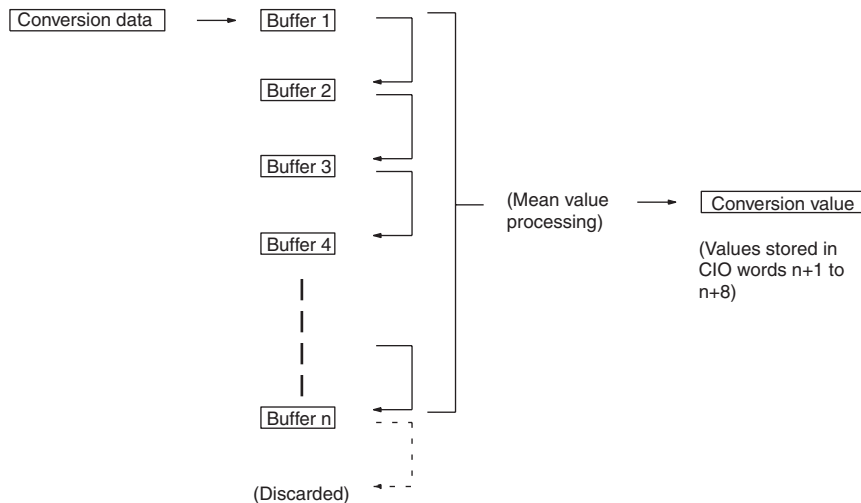 Conversion data
Buffer 1
Buffer 2
Buffer 3
Buffer 4
Buffer n
(Discarded)
(Mean value
processing)
Conversion value
(Values stored in
CIO words n+1 to
n+8)